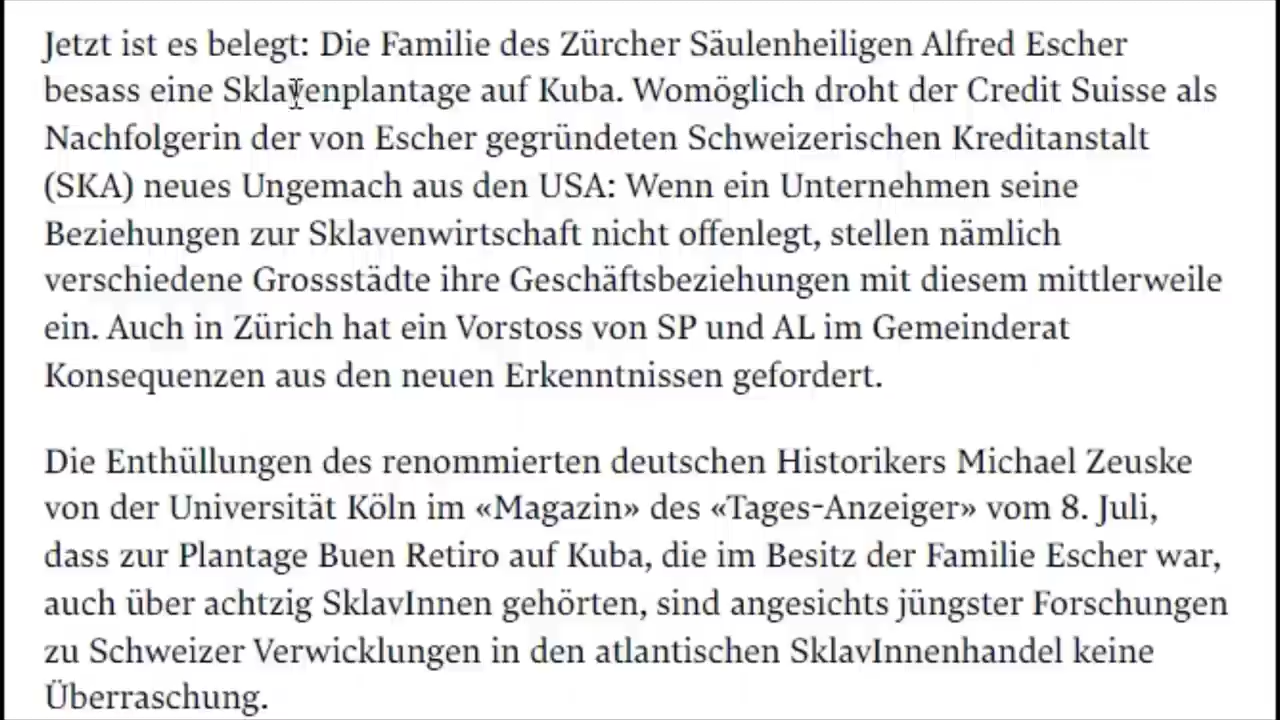 Jetzt ist es belegt: Die Familie des Zürcher Säulenheiligen Alfred Escher
besass eine Sklavenplantage auf Kuba. Womöglich droht der Credit Suisse als
Nachfolgerin der von Escher gegründeten Schweizerischen Kreditanstalt
(SKA) neues Ungemach aus den USA: Wenn ein Unternehmen seine
Beziehungen zur Sklavenwirtschaft nicht offenlegt, stellen nämlich
verschiedene Grossstädte ihre Geschäftsbeziehungen mit diesem mittlerweile
ein. Auch in Zürich hat ein Vorstoss von SP und AL im Gemeinderat
Konsequenzen aus den neuen Erkenntnissen gefordert.
Die Enthüllungen des renommierten deutschen Historikers Michael Zeuske
von der Universität Köln im «Magazin» des «Tages-Anzeiger» vom 8. Juli,
dass zur Plantage Buen Retiro auf Kuba, die im Besitz der Familie Escher war,
auch über achtzig SklavInnen gehörten, sind angesichts jüngster Forschungen
zu Schweizer Verwicklungen in den atlantischen SklavInnenhandel keine
Überraschung.